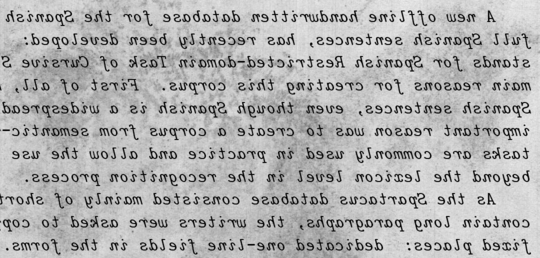 A new offline handwritten database for the Spanish
full Spanish sentences, has recently been developed:
stands for Spanish Restricted-domain Task of Cursive S
main reasons for creating this corpus. First of all,
Spanish sentences, even though Spanish is a widespread
important reason was to create a corpus from semantic-
tasks are commonly used in practice and allow the use
beyond the lexicon level in the recognition process.
As the Spartacus database consisted mainly of short
contain long paragraphs, the writers were asked to cop
fixed places: dedicated one-line fields in the forms.